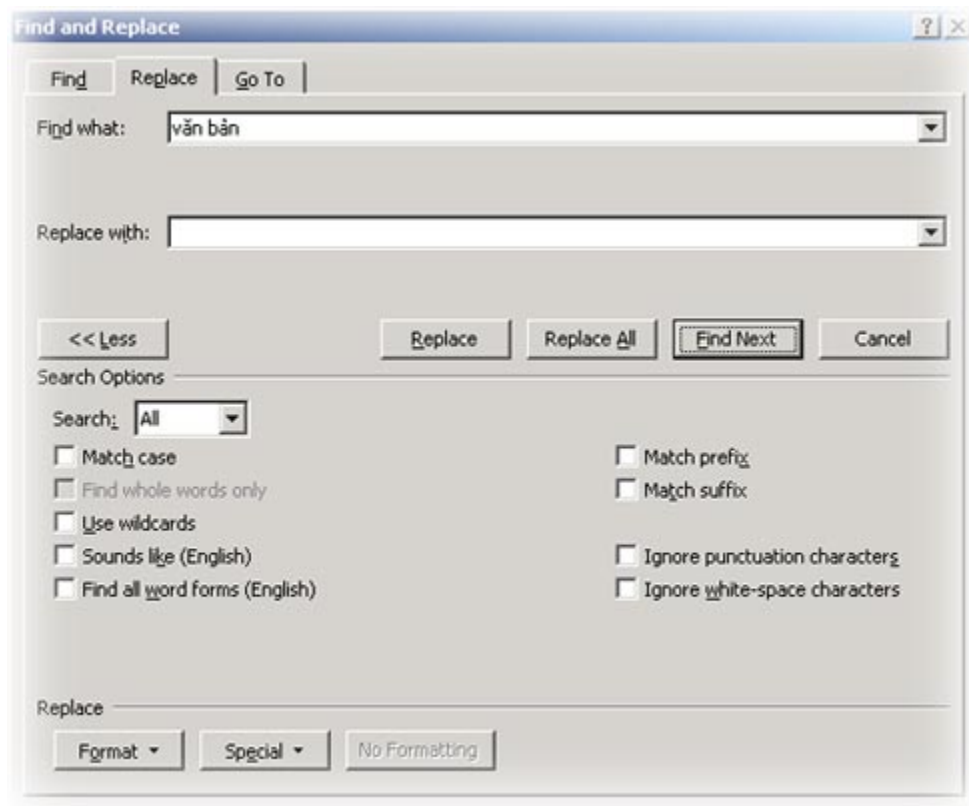 Find and Replace
Find Replace Go To
Find what: văn bản
Replace with:
<< Less Replace Replace All Find Next Cancel
Search Options
Search: All
Match case Match prefix
Find whole words only Match suffix
Use wildcards
Sounds like (English) Ignore punctuation characters
Find all word forms (English) Ignore white-space characters
Replace
Format Special No Formatting